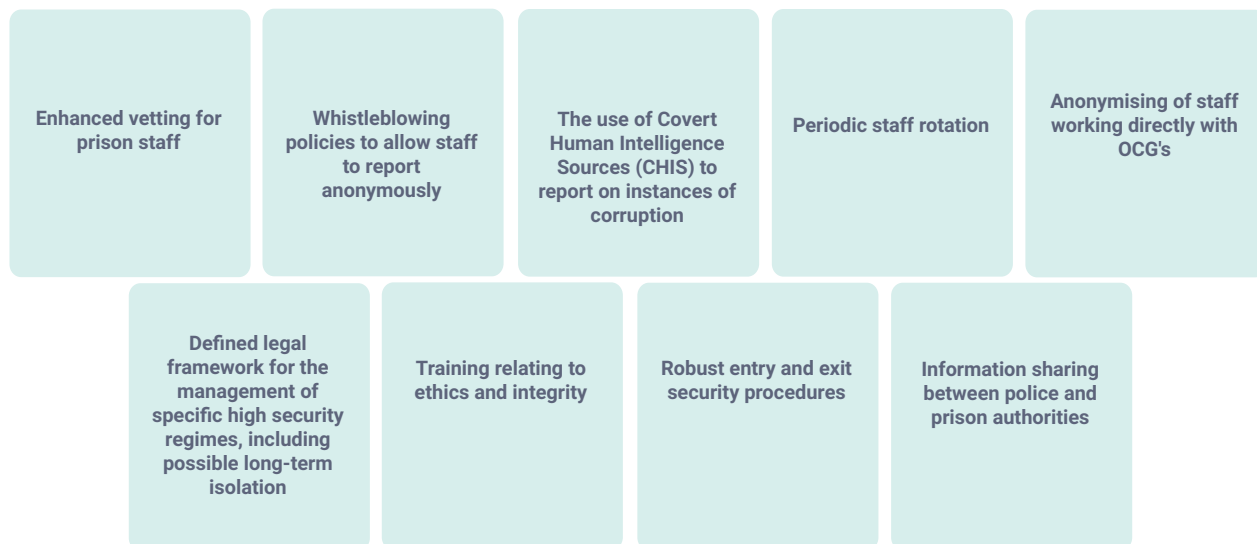 Enhanced vetting for
prison staff
Whistleblowing
policies to allow staff
to report
anonymously
The use of Covert
Human Intelligence
Sources (CHIS) to
report on instances of
corruption
Periodic staff rotation
Anonymising of staff
working directly with
OCG's
Defined legal
framework for the
management of
specific high security
regimes, including
possible long-term
isolation
Training relating to
ethics and integrity
Robust entry and exit
security procedures
Information sharing
between police and
prison authorities